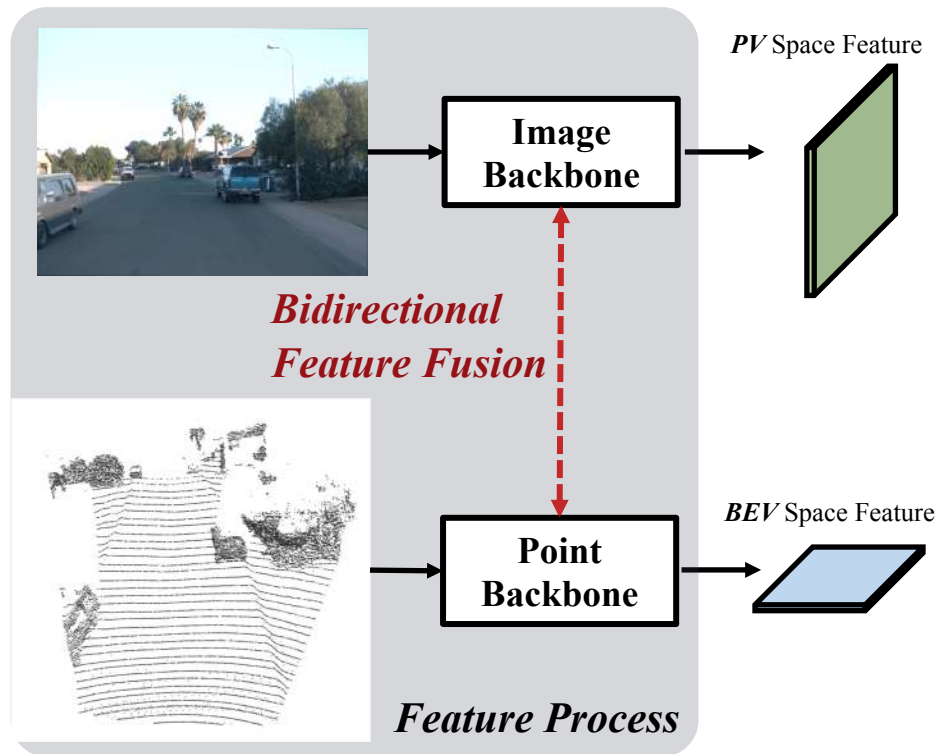 PV Space Feature
Image
Backbone
Bidirectional
Feature Fusion
BEV Space Feature
Point
Backbone
Feature Process